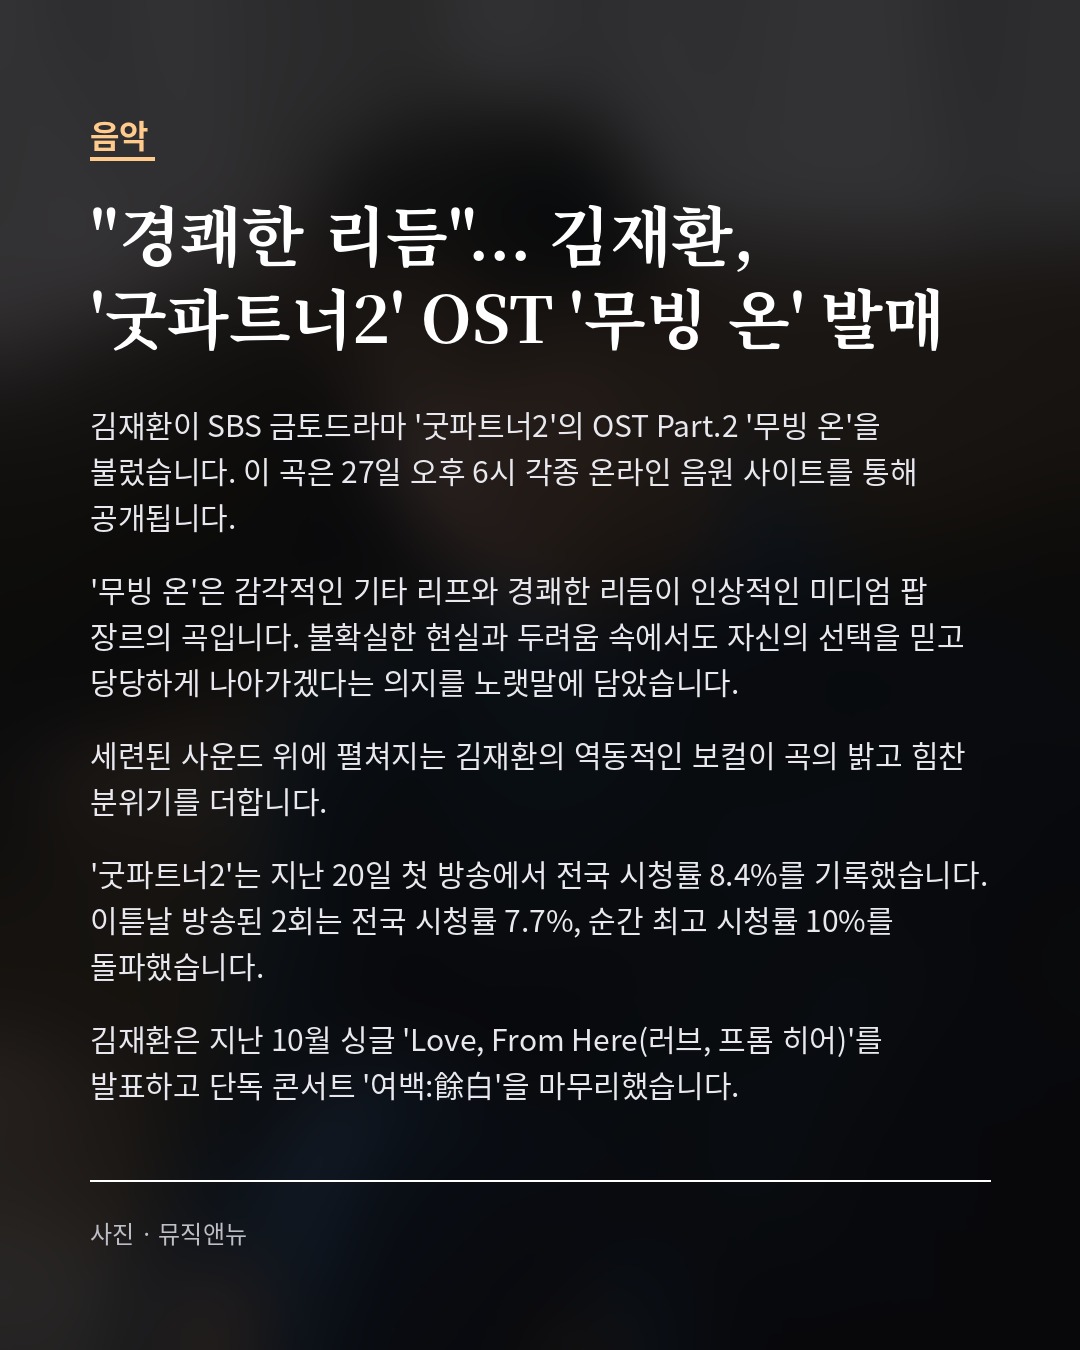 음악
"경쾌한 리듬"... 김재환,
'굿파트너2' OST '무빙 온' 발매
김재환이 SBS 금토드라마 '굿파트너2'의 OST Part.2 '무빙 온'을
불렀습니다. 이 곡은 27일 오후 6시 각종 온라인 음원 사이트를 통해
공개됩니다.
'무빙 온'은 감각적인 기타 리프와 경쾌한 리듬이 인상적인 미디엄 팝
장르의 곡입니다. 불확실한 현실과 두려움 속에서도 자신의 선택을 믿고
당당하게 나아가겠다는 의지를 노랫말에 담았습니다.
세련된 사운드 위에 펼쳐지는 김재환의 역동적인 보컬이 곡의 밝고 힘찬
분위기를 더합니다.
'굿파트너2'는 지난 20일 첫 방송에서 전국 시청률 8.4%를 기록했습니다.
이튿날 방송된 2회는 전국 시청률 7.7%, 순간 최고 시청률 10%를
돌파했습니다.
김재환은 지난 10월 싱글 'Love, From Here(러브, 프롬 히어)'를
발표하고 단독 콘서트 '여백:餘白'을 마무리했습니다.
사진 · 뮤직앤뉴